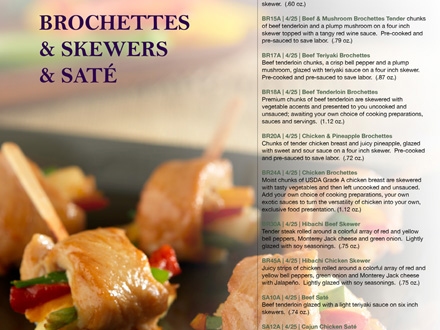 BROCHETTES
& SKEWERS
& SATÉ
skewer. (.60 oz.)
BR15A | 4/25 | Beef & Mushroom Brochettes Tender chunks
of beef tenderloin and a plump mushroom on a four inch
skewer topped with a tangy red wine sauce. Pre-cooked and
pre-sauced to save labor. (.79 oz.)
BR17A | 4/25 | Beef Teriyaki Brochettes
Beef tenderloin chunks, a crisp bell pepper and a plump
mushroom, glazed with teriyaki sauce on a four inch skewer.
Pre-cooked and pre-sauced to save labor. (.87 oz.)
BR18A | 4/25 | Beef Tenderloin Brochettes
Premium chunks of beef tenderloin are skewered with
vegetable accents and presented to you uncooked and
unsauced; awaiting your own choice of cooking preparations,
sauces and servings. (1.12 oz.)
BR20A | 4/25 | Chicken & Pineapple Brochettes
Chunks of tender chicken breast and juicy pineapple, glazed
with sweet and sour sauce on a four inch skewer. Pre-cooked
and pre-sauced to save labor. (.72 oz.)
BR24A | 4/25 | Chicken Brochettes
Moist chunks of USDA Grade A chicken breast are skewered
with tasty vegetables and then left uncooked and unsauced.
Add your own choice of cooking preparations, your own
exotic sauces to turn the versatility of chicken into your own,
exclusive food presentation. (1.12 oz.)
| 4/25 | Hibachi Beef Skewer
Tender steak rolled around a colorful array of red and yellow
bell peppers, Monterey Jack cheese and green onion. Lightly
glazed with soy seasonings. (.75 oz.)
BR45A | 4/25 | Hibachi Chicken Skewer
Juicy strips of chicken rolled around a colorful array of red and
yellow bell peppers, green onion and Monterey Jack cheese
with Jalapeño. Lightly glazed with soy seasonings. (.75 oz.)
SA10A | 4/25 | Beef Saté
Beef tenderloin glazed with a light teriyaki sauce on six inch
skewers. (.74 oz.)
SA12A | 4/25 | Cajun Chicken Saté